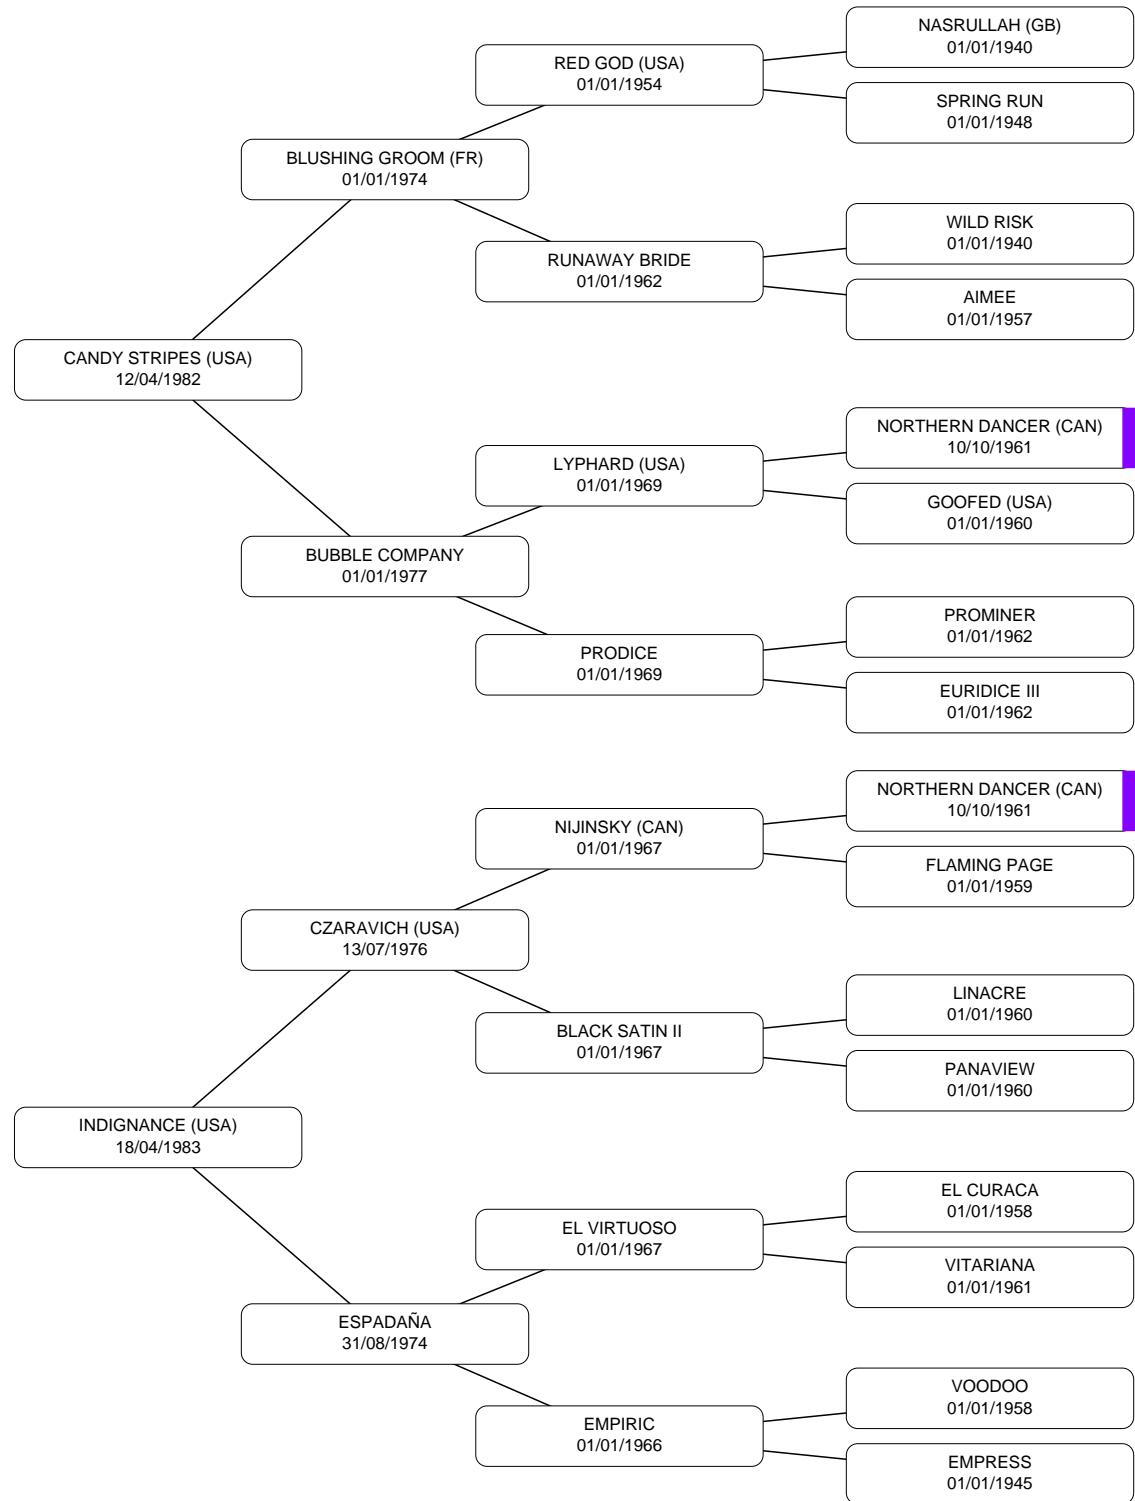 NASRULLAH (GB)
01/01/1940
RED GOD (USA)
01/01/1954
SPRING RUN
01/01/1948
BLUSHING GROOM (FR)
01/01/1974
WILD RISK
01/01/1940
RUNAWAY BRIDE
01/01/1962
AIMEE
01/01/1957
CANDY STRIPES (USA)
12/04/1982
NORTHERN DANCER (CAN)
10/10/1961
LYPHARD (USA)
01/01/1969
GOOFED (USA)
01/01/1960
BUBBLE COMPANY
01/01/1977
PROMINER
01/01/1962
PRODICE
01/01/1969
EURIDICE III
01/01/1962
NORTHERN DANCER (CAN)
10/10/1961
NIJINSKY (CAN)
01/01/1967
FLAMING PAGE
01/01/1959
CZARAVICH (USA)
13/07/1976
LINACRE
01/01/1960
BLACK SATIN II
01/01/1967
PANAVIEW
01/01/1960
INDIGNANCE (USA)
18/04/1983
EL CURACA
01/01/1958
EL VIRTUOSO
01/01/1967
VITARIANA
01/01/1961
ESPADAÑA
31/08/1974
VOODOO
01/01/1958
EMPIRIC
01/01/1966
EMPRESS
01/01/1945